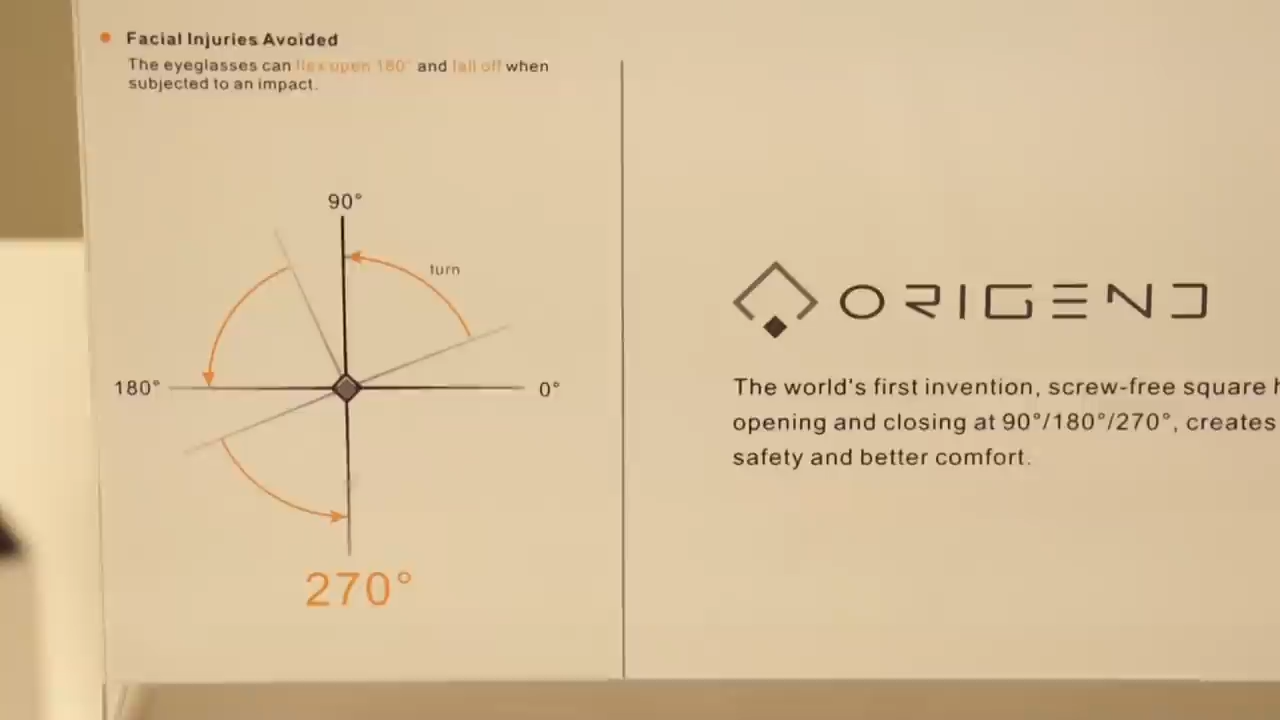 Facial Injuries Avoided
The eyeglasses can flex open 180° and fall off when
subjected to an impact.
90°
turn
180°
0°
270°
ORIGEND
The world's first invention, screw-free square
opening and closing at 90°/180°/270°, creates
safety and better comfort.